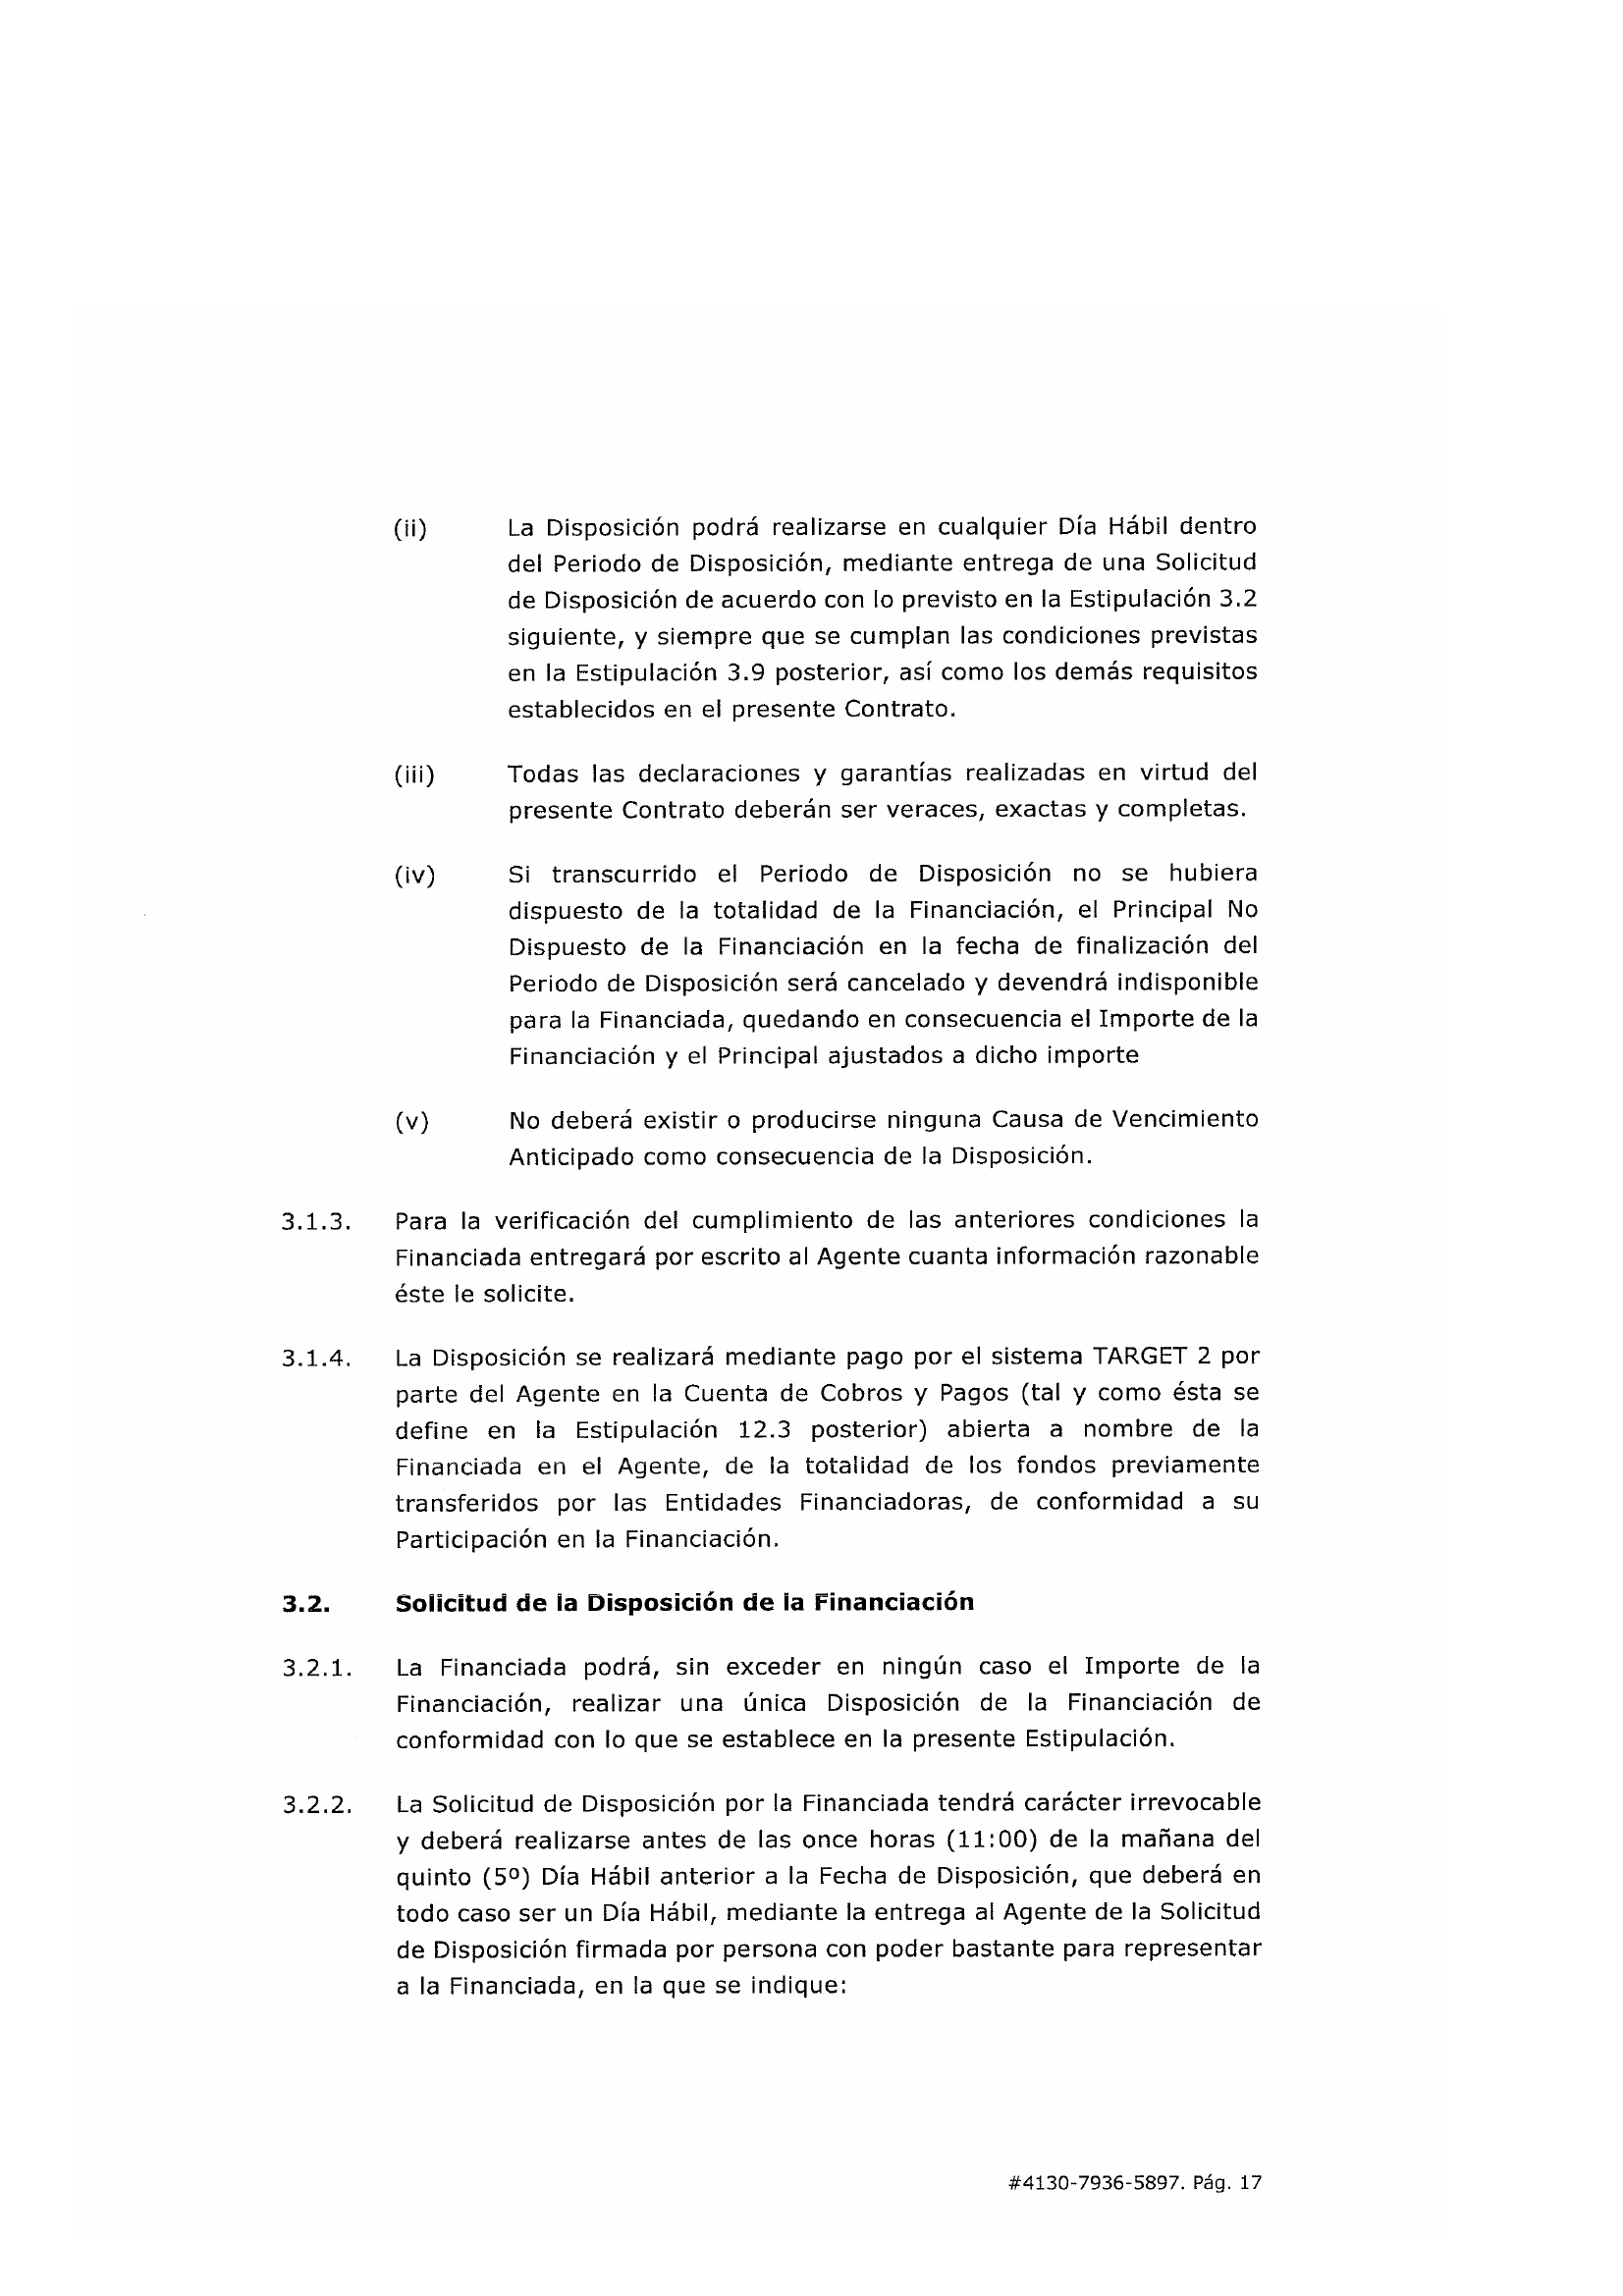 (ii) La Disposición podrá realizarse en cualquier Día Hábil dentro
del Periodo de Disposición, mediante entrega de una Solicitud
de Disposición de acuerdo con lo previsto en la Estipulación 3.2
siguiente, y siempre que se cumplan las condiciones previstas
en la Estipulación 3.9 posterior, así como los demás requisitos
establecidos en el presente Contrato.
(iii) Todas las declaraciones y garantías realizadas en virtud del
presente Contrato deberán ser veraces, exactas y completas.
(iv) Si transcurrido el Periodo de Disposición no se hubiera
dispuesto de la totalidad de la Financiación, el Principal No
Dispuesto de la Financiación en la fecha de finalización del
Periodo de Disposición será cancelado y devendrá indisponible
para la Financiada, quedando en consecuencia el Importe de la
Financiación y el Principal ajustados a dicho importe
(v) No deberá existir o producirse ninguna Causa de Vencimiento
Anticipado como consecuencia de la Disposición.
3.1.3. Para la verificación del cumplimiento de las anteriores condiciones la
Financiada entregará por escrito al Agente cuanta información razonable
éste le solicite.
3.1.4. La Disposición se realizará mediante pago por el sistema TARGET 2 por
parte del Agente en la Cuenta de Cobros y Pagos (tal y como ésta se
define en la Estipulación 12.3 posterior) abierta a nombre de la
Financiada en el Agente, de la totalidad de los fondos previamente
transferidos por las Entidades Financiadoras, de conformidad a su
Participación en la Financiación.
3.2. Solicitud de la Disposición de la Financiación
3.2.1. La Financiada podrá, sin exceder en ningún caso el Importe de la
Financiación, realizar una única Disposición de la Financiación de
conformidad con lo que se establece en la presente Estipulación.
3.2.2. La Solicitud de Disposición por la Financiada tendrá carácter irrevocable
y deberá realizarse antes de las once horas (11:00) de la mañana del
quinto (5º) Día Hábil anterior a la Fecha de Disposición, que deberá en
todo caso ser un Día Hábil, mediante la entrega al Agente de la Solicitud
de Disposición firmada por persona con poder bastante para representar
a la Financiada, en la que se indique:
#4130-7936-5897. Pág. 17